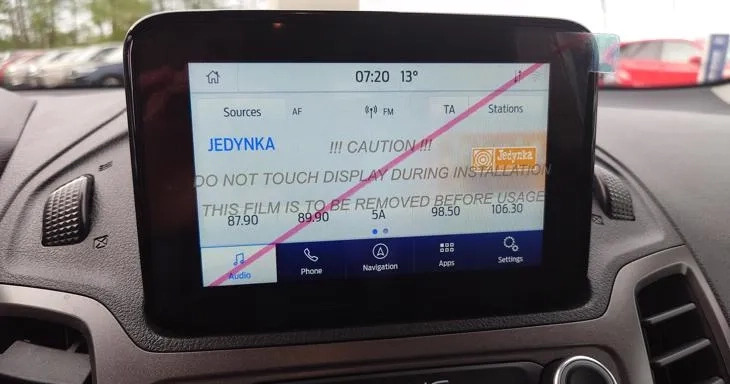 07:20 13°
Sources AF FM TA Stations
JEDYNKA
!!! CAUTION !!!
Jedynka
DO NOT TOUCH DISPLAY DURING INSTALLATION
THIS FILM IS TO BE REMOVED BEFORE USAGE
87.90 89.90 5A 98.50 106.30
Audio Phone Navigation Apps Settings